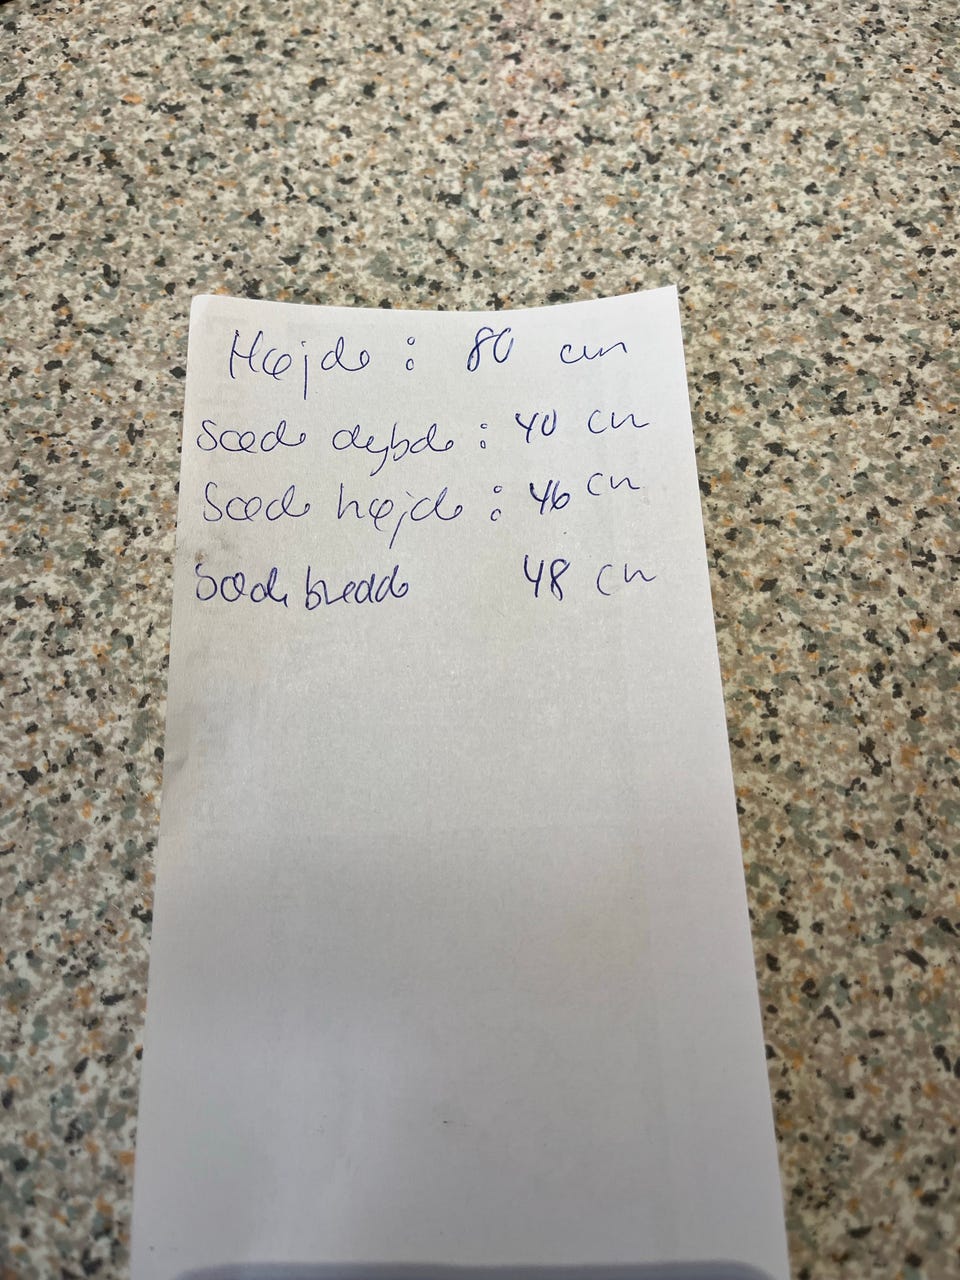 Højde : 80 cm
Sæde dybde : 40 cm
Sæde højde : 46 cm
Sæde bredde 48 cm